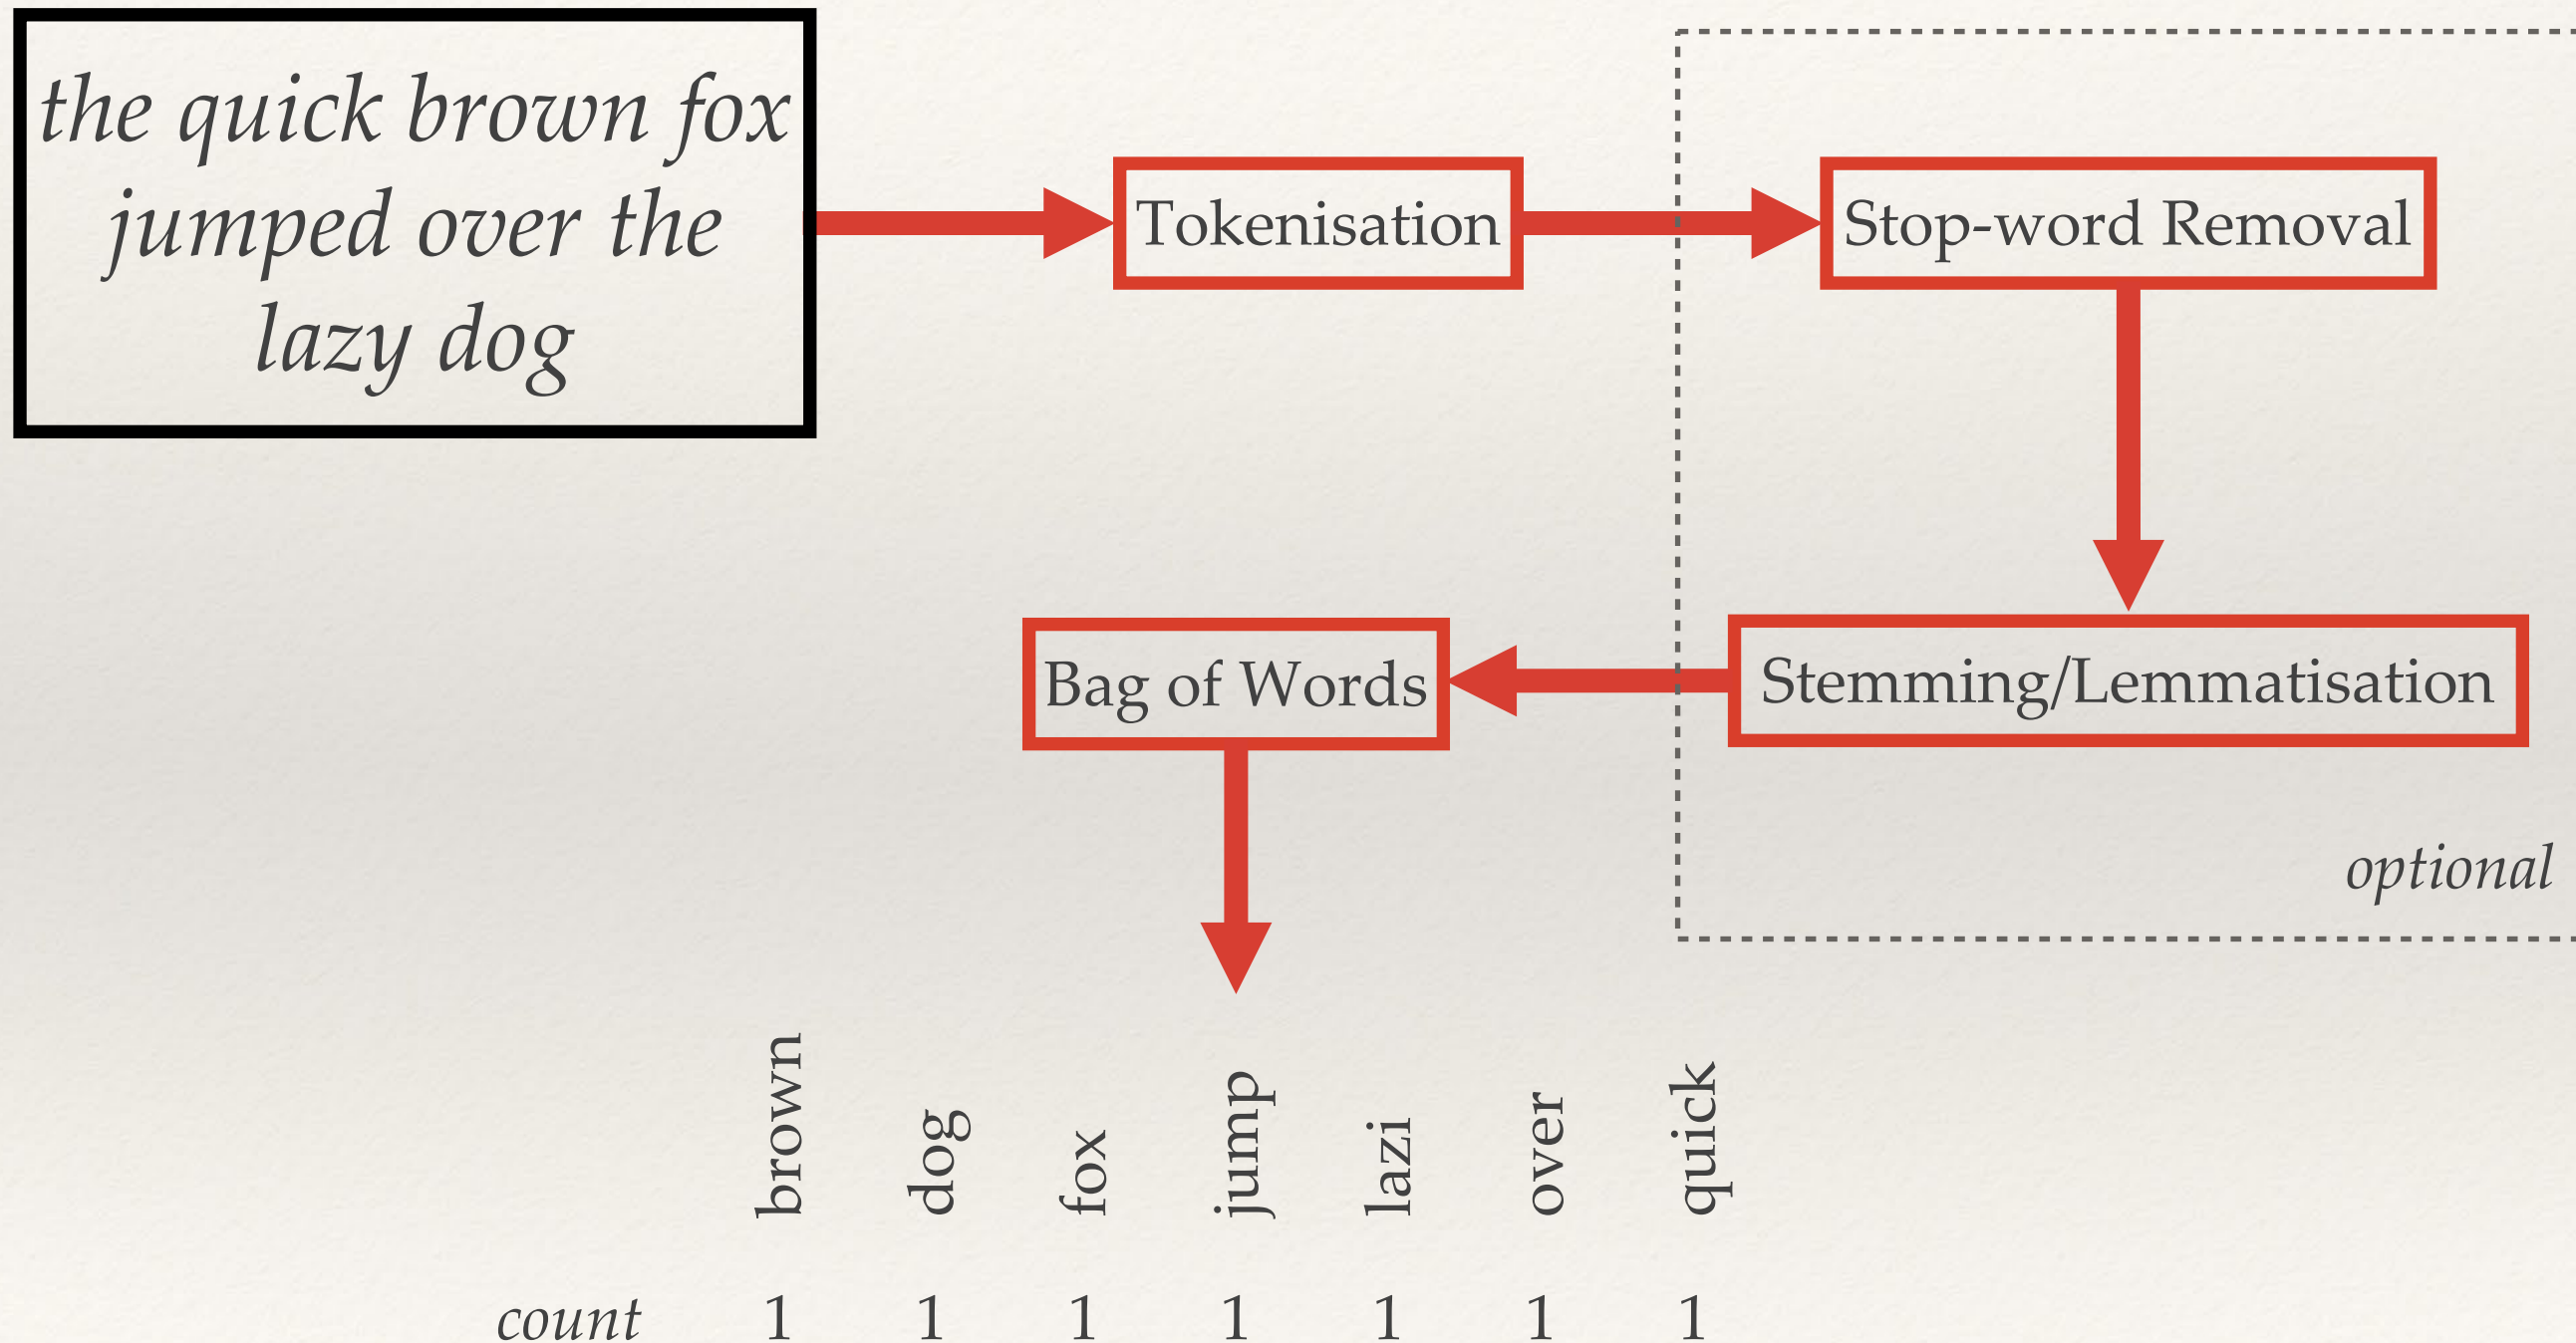 the quick brown fox
jumped over the
lazy dog
Tokenisation
Stop-word Removal
Bag of Words
Stemming/Lemmatisation
optional
brown dog fox jump lazi over quick
count 1 1 1 1 1 1 1